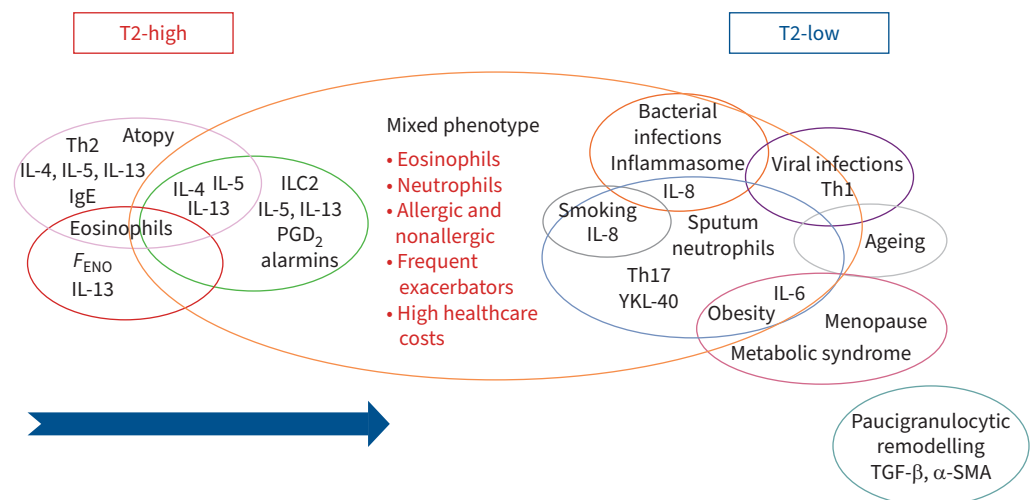 T2-high
T2-low
Th2
Atopy
IL-4, IL-5, IL-13
IgE
IL-4 IL-5
IL-13
ILC2
IL-5, IL-13
PGD₂
alarmins
Eosinophils
FENO
IL-13
Mixed phenotype
• Eosinophils
• Neutrophils
• Allergic and
nonallergic
• Frequent
exacerbators
• High healthcare
costs
Bacterial
infections
Inflammasome
IL-8
Viral infections
Th1
Smoking
IL-8
Sputum
neutrophils
Ageing
Th17
YKL-40
IL-6
Obesity
Menopause
Metabolic syndrome
Paucigranulocytic
remodelling
TGF-β, α-SMA